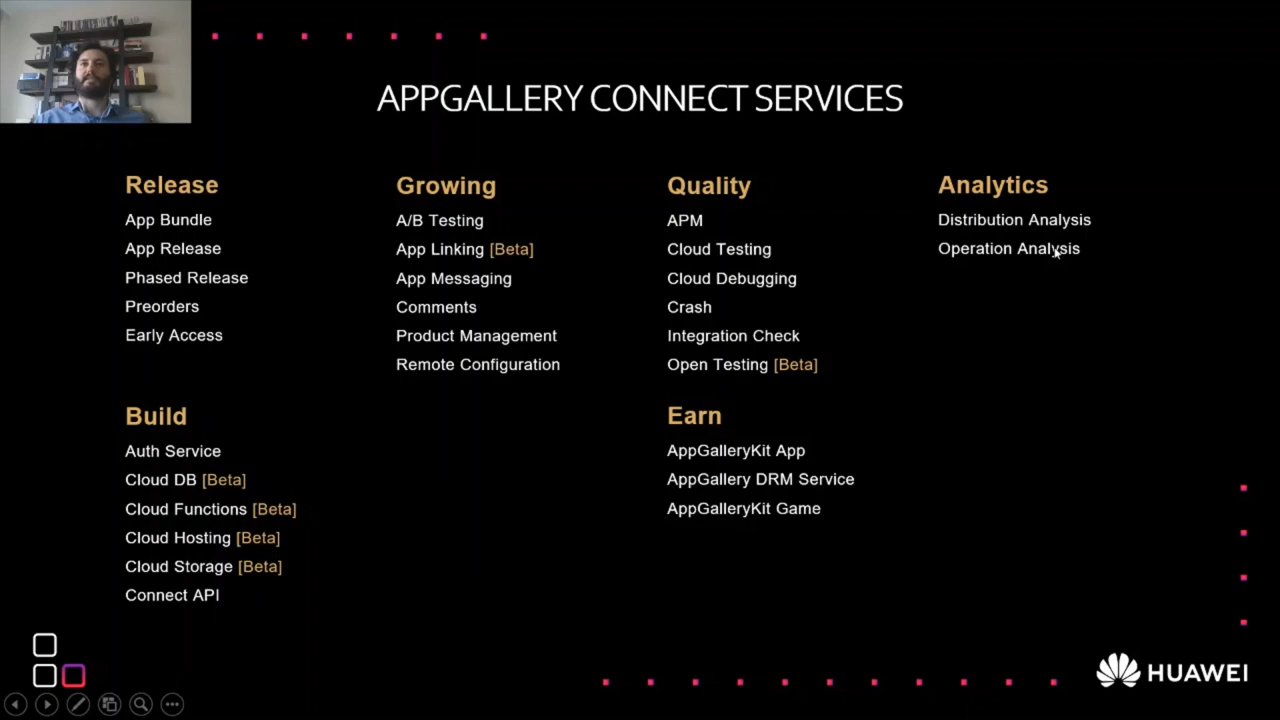 APPGALLERY CONNECT SERVICES
Release
App Bundle
App Release
Phased Release
Preorders
Early Access
Growing
A/B Testing
App Linking [Beta]
App Messaging
Comments
Product Management
Remote Configuration
Quality
APM
Cloud Testing
Cloud Debugging
Crash
Integration Check
Open Testing [Beta]
Analytics
Distribution Analysis
Operation Analysis
Build
Auth Service
Cloud DB [Beta]
Cloud Functions [Beta]
Cloud Hosting [Beta]
Cloud Storage [Beta]
Connect API
Earn
AppGalleryKit App
AppGallery DRM Service
AppGalleryKit Game
HUAWEI